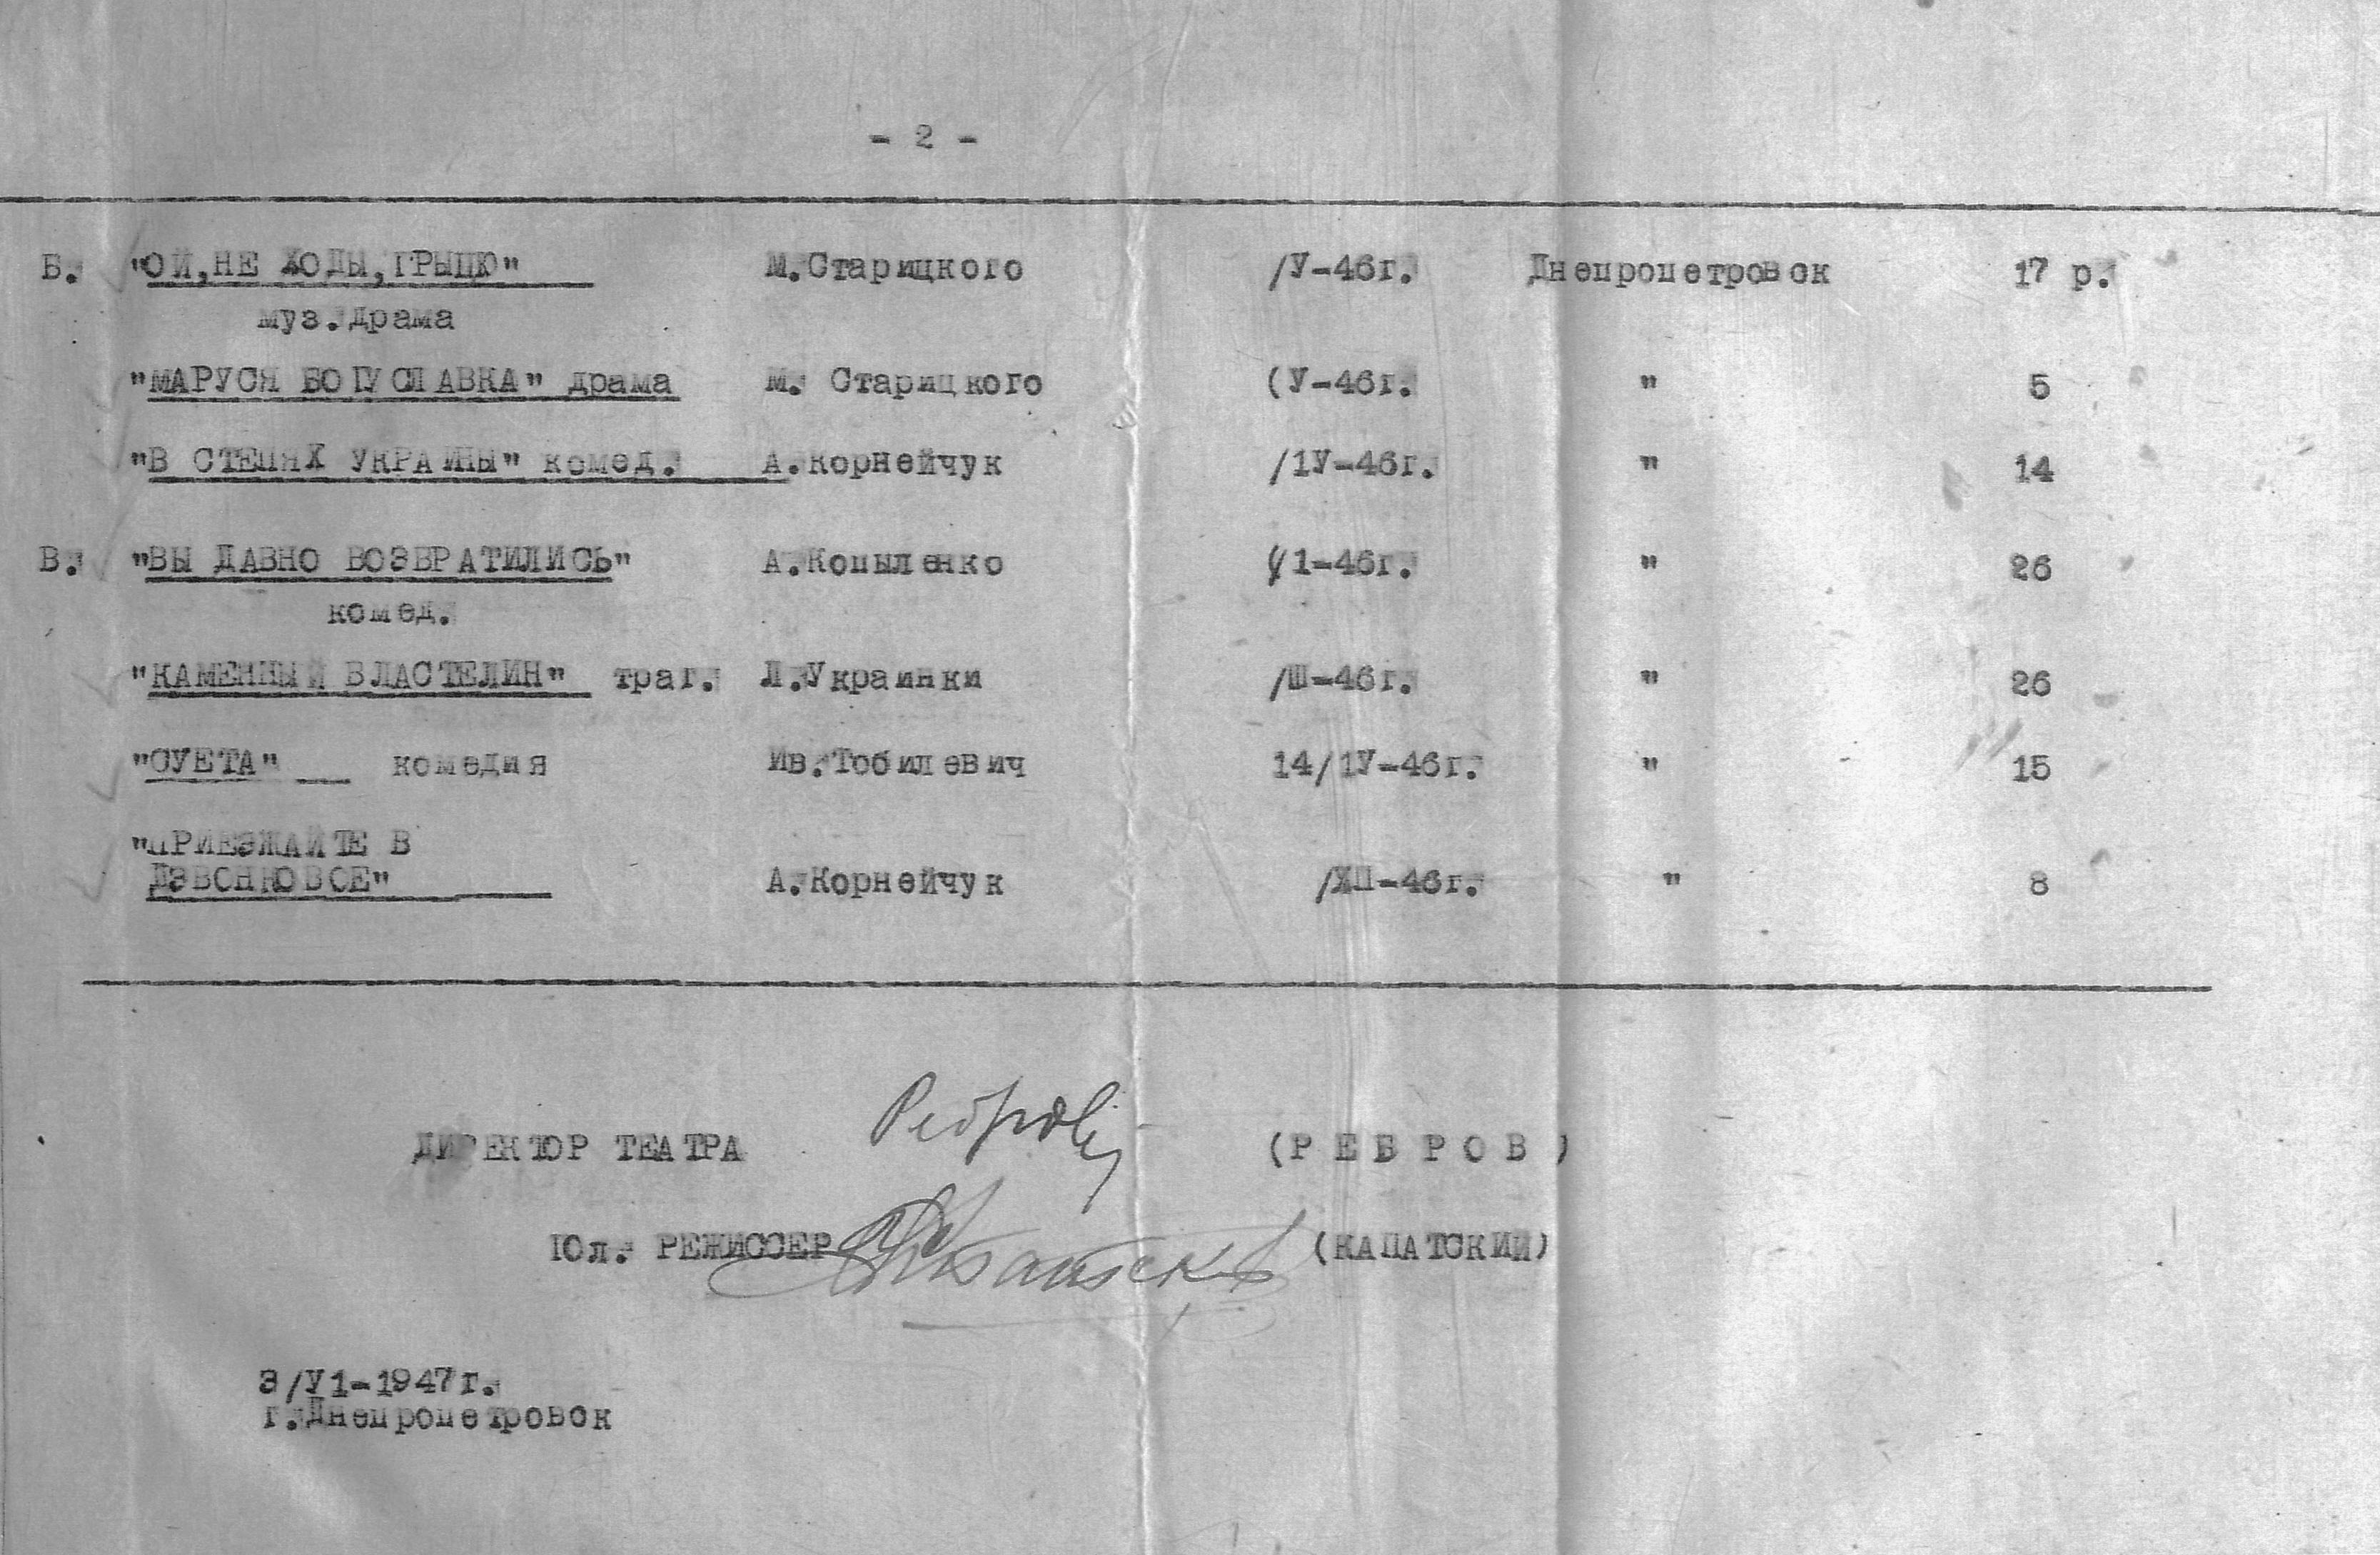 - 2 -
Б. "ОЙ,НЕ ХОДЫ,ГРЫЦЮ" М.Старицкого /У-46г. Днепропетровск 17 р.
муз.драма
"МАРУСЯ БОГУСЛАВКА" драма М. Старицкого (У-46г. " 5
"В СТЕПЯХ УКРАИНЫ" комед. А.Корнейчук /1У-46г. " 14
В. "ВЫ ДАВНО ВОЗВРАТИЛИСЬ" А.Копыленко 1-46г. " 26
комед.
"КАМЕННЫЙ ВЛАСТЕЛИН" траг. Л.Украинки /Ш-46г. " 26
"СУЕТА" комедия Ив.Тобилевич 14/1У-46г. " 15
"ПРИЕЗЖАЙТЕ В
ДЗВОНКОВОЕ" А.Корнейчук /ХП-46г. " 8
ДИРЕКТОР ТЕАТРА (Р Е Б Р О В)
Юл. РЕЖИССЕР (КАПАТСКИЙ)
3/У1-1947г.
г.Днепропетровск